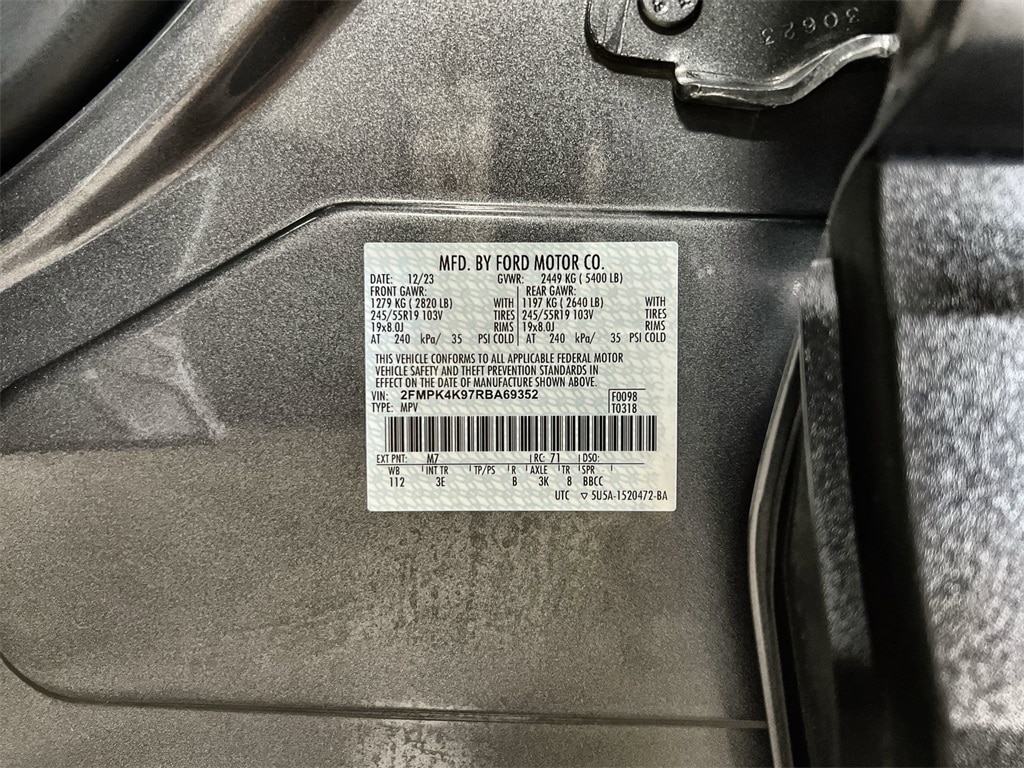 30623
MFD. BY FORD MOTOR CO.
DATE: 12/23 GVWR: 2449 KG ( 5400 LB)
FRONT GAWR: REAR GAWR:
1279 KG ( 2820 LB) WITH 1197 KG ( 2640 LB) WITH
245/55R19 103V TIRES 245/55R19 103V TIRES
19x8.0J RIMS 19x8.0J RIMS
AT 240 kPa/ 35 PSI COLD AT 240 kPa/ 35 PSI COLD
THIS VEHICLE CONFORMS TO ALL APPLICABLE FEDERAL MOTOR
VEHICLE SAFETY AND THEFT PREVENTION STANDARDS IN
EFFECT ON THE DATE OF MANUFACTURE SHOWN ABOVE.
VIN: 2FMPK4K97RBA69352 F0098
TYPE: MPV T0318
EXT PNT: M7 RC: 71 DSO:
WB INT TR TP/PS R AXLE TR SPR
112 3E B 3K 8 BBCC
UTC ▽ 5U5A-1520472-BA